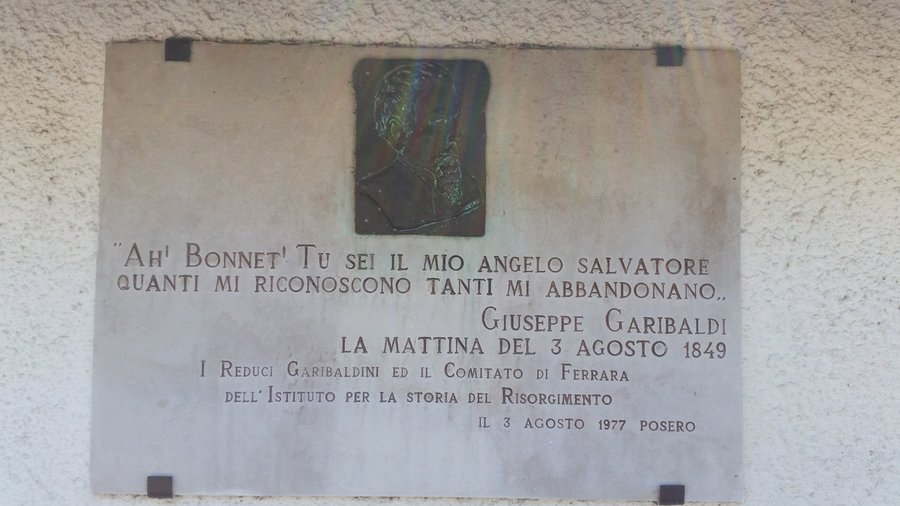 "Ah! Bonnet! Tu sei il mio angelo salvatore
quanti mi riconoscono tanti mi abbandonano"
Giuseppe Garibaldi
la mattina del 3 agosto 1849
I Reduci Garibaldini ed il Comitato di Ferrara
dell'Istituto per la storia del Risorgimento
il 3 agosto 1977 posero